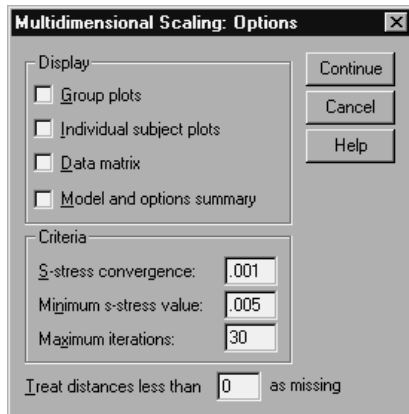 Multidimensional Scaling: Options
Display
Group plots
Individual subject plots
Data matrix
Model and options summary
Continue
Cancel
Help
Criteria
S-stress convergence: .001
Minimum s-stress value: .005
Maximum iterations: 30
Treat distances less than 0 as missing